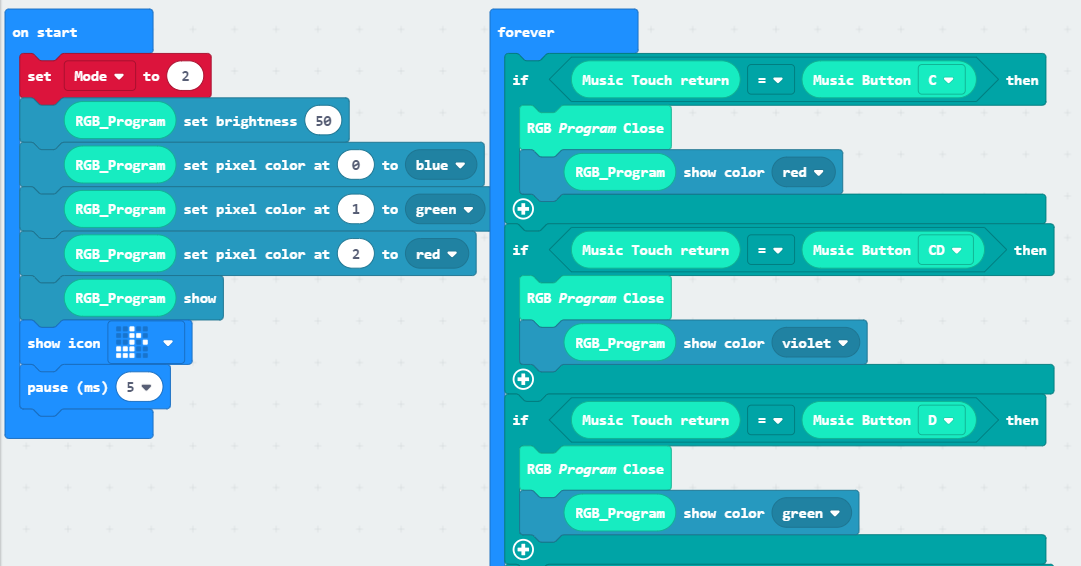 on start
set Mode to 2
RGB_Program set brightness 50
RGB_Program set pixel color at 0 to blue
RGB_Program set pixel color at 1 to green
RGB_Program set pixel color at 2 to red
RGB_Program show
show icon
pause (ms) 5
forever
if Music Touch return = Music Button C then
RGB Program Close
RGB_Program show color red
if Music Touch return = Music Button CD then
RGB Program Close
RGB_Program show color violet
if Music Touch return = Music Button D then
RGB Program Close
RGB_Program show color green